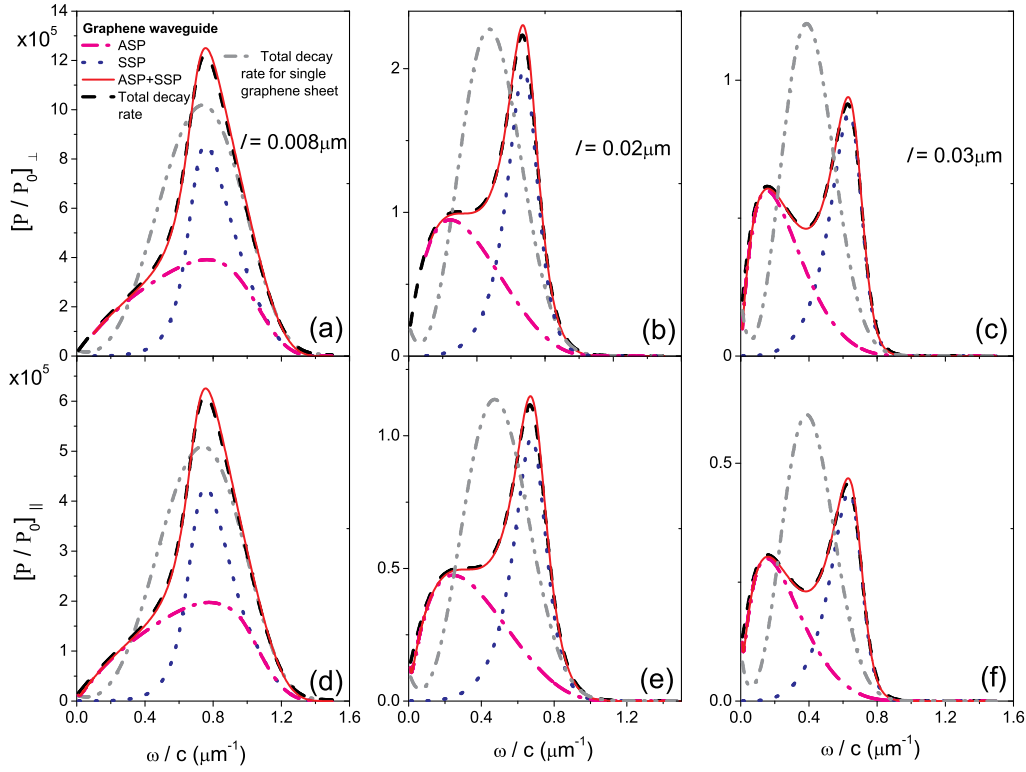 x10⁵
Graphene waveguide
ASP
SSP
ASP+SSP
Total decay
rate
Total decay
rate for single
graphene sheet
14
12
10
8
6
4
2
0
[P / P₀]⊥
l = 0.008μm
(a)
2
1
0
l = 0.02μm
(b)
1
0
l = 0.03μm
(c)
x10⁵
6
5
4
3
2
1
0
[P / P₀]||
(d)
0.0 0.4 0.8 1.2 1.6
ω / c (μm⁻¹)
1.0
0.5
0.0
(e)
0.0 0.4 0.8 1.2
ω / c (μm⁻¹)
0.5
0.0
(f)
0.0 0.4 0.8 1.2 1.6
ω / c (μm⁻¹)